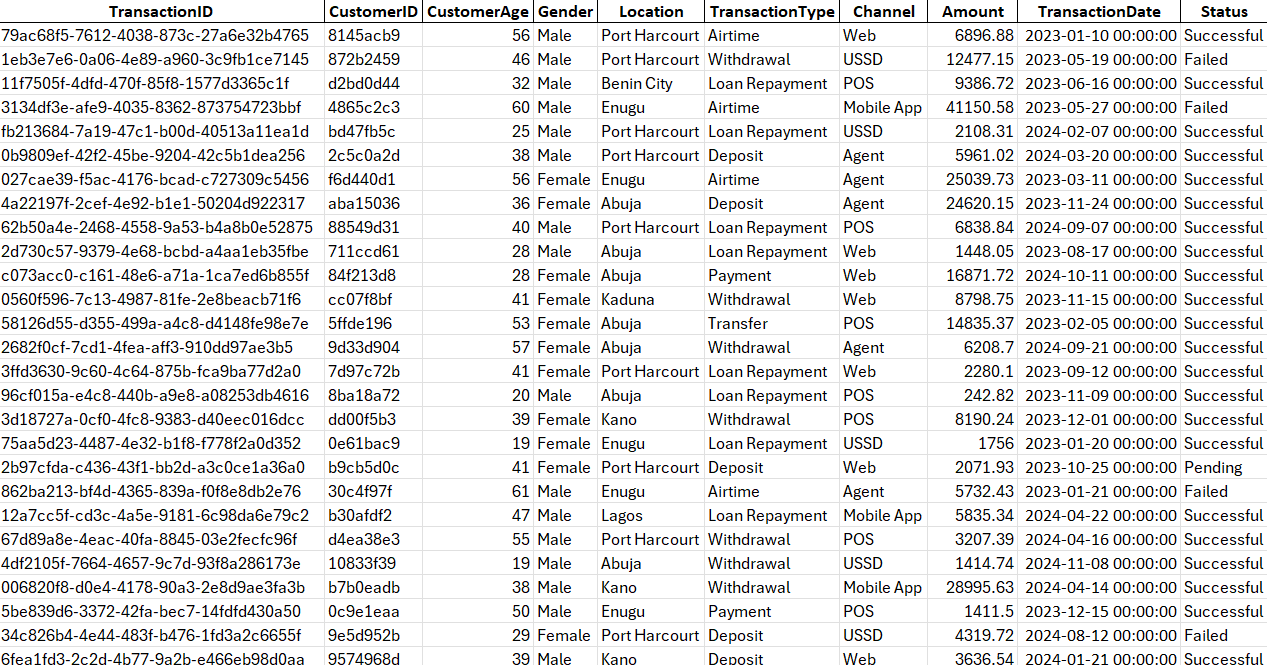 TransactionID CustomerID CustomerAge Gender Location TransactionType Channel Amount TransactionDate Status
79ac68f5-7612-4038-873c-27a6e32b4765 8145acb9 56 Male Port Harcourt Airtime Web 6896.88 2023-01-10 00:00:00 Successful
1eb3e7e6-0a06-4e89-a960-3c9fb1ce7145 872b2459 46 Male Port Harcourt Withdrawal USSD 12477.15 2023-05-19 00:00:00 Failed
11f7505f-4dfd-470f-85f8-1577d3365c1f d2bd0d44 32 Male Benin City Loan Repayment POS 9386.72 2023-06-16 00:00:00 Successful
3134df3e-afe9-4035-8362-873754723bbf 4865c2c3 60 Male Enugu Airtime Mobile App 41150.58 2023-05-27 00:00:00 Failed
fb213684-7a19-47c1-b00d-40513a11ea1d bd47fb5c 25 Male Port Harcourt Loan Repayment USSD 2108.31 2024-02-07 00:00:00 Successful
0b9809ef-42f2-45be-9204-42c5b1dea256 2c5c0a2d 38 Male Port Harcourt Deposit Agent 5961.02 2024-03-20 00:00:00 Successful
027cae39-f5ac-4176-bcad-c727309c5456 f6d440d1 56 Female Enugu Airtime Agent 25039.73 2023-03-11 00:00:00 Successful
4a22197f-2cef-4e92-b1e1-50204d922317 aba15036 36 Female Abuja Deposit Agent 24620.15 2023-11-24 00:00:00 Successful
62b50a4e-2468-4558-9a53-b4a8b0e52875 88549d31 40 Male Port Harcourt Loan Repayment POS 6838.84 2024-09-07 00:00:00 Successful
2d730c57-9379-4e68-bcbd-a4aa1eb35fbe 711ccd61 28 Male Abuja Loan Repayment Web 1448.05 2023-08-17 00:00:00 Successful
c073acc0-c161-48e6-a71a-1ca7ed6b855f 84f213d8 28 Female Abuja Payment Web 16871.72 2024-10-11 00:00:00 Successful
0560f596-7c13-4987-81fe-2e8beacb71f6 cc07f8bf 41 Female Kaduna Withdrawal Web 8798.75 2023-11-15 00:00:00 Successful
58126d55-d355-499a-a4c8-d4148fe98e7e 5ffde196 53 Female Abuja Transfer POS 14835.37 2023-02-05 00:00:00 Successful
2682f0cf-7cd1-4fea-aff3-910dd97ae3b5 9d33d904 57 Female Abuja Withdrawal Agent 6208.7 2024-09-21 00:00:00 Successful
3ffd3630-9c60-4c64-875b-fca9ba77d2a0 7d97c72b 41 Female Port Harcourt Loan Repayment Web 2280.1 2023-09-12 00:00:00 Successful
96cf015a-e4c8-440b-a9e8-a08253db4616 8ba18a72 20 Male Abuja Loan Repayment POS 242.82 2023-11-09 00:00:00 Successful
3d18727a-0cf0-4fc8-9383-d40eec016dcc dd00f5b3 39 Female Kano Withdrawal POS 8190.24 2023-12-01 00:00:00 Successful
75aa5d23-4487-4e32-b1f8-f778f2a0d352 0e61bac9 19 Female Enugu Loan Repayment USSD 1756 2023-01-20 00:00:00 Successful
2b97cfda-c436-43f1-bb2d-a3c0ce1a36a0 b9cb5d0c 41 Female Port Harcourt Deposit Web 2071.93 2023-10-25 00:00:00 Pending
862ba213-bf4d-4365-839a-f0f8e8db2e76 30c4f97f 61 Male Enugu Airtime Agent 5732.43 2023-01-21 00:00:00 Failed
12a7cc5f-cd3c-4a5e-9181-6c98da6e79c2 b30afdf2 47 Male Lagos Loan Repayment Mobile App 5835.34 2024-04-22 00:00:00 Successful
67d89a8e-4eac-40fa-8845-03e2fecfc96f d4ea38e3 55 Male Port Harcourt Withdrawal POS 3207.39 2024-04-16 00:00:00 Successful
4df2105f-7664-4657-9c7d-93f8a286173e 10833f39 19 Male Abuja Withdrawal USSD 1414.74 2024-11-08 00:00:00 Successful
006820f8-d0e4-4178-90a3-2e8d9ae3fa3b b7b0eadb 38 Male Kano Withdrawal Mobile App 28995.63 2024-04-14 00:00:00 Successful
5be839d6-3372-42fa-bec7-14fdfd430a50 0c9e1eaa 50 Male Enugu Payment POS 1411.5 2023-12-15 00:00:00 Successful
34c826b4-4e44-483f-b476-1fd3a2c6655f 9e5d952b 29 Female Port Harcourt Deposit USSD 4319.72 2024-08-12 00:00:00 Failed
6fea1fd3-2c2d-4b77-9a2b-e466eb98d0aa 9574968d 39 Male Kano Deposit Web 3636.54 2024-01-21 00:00:00 Successful